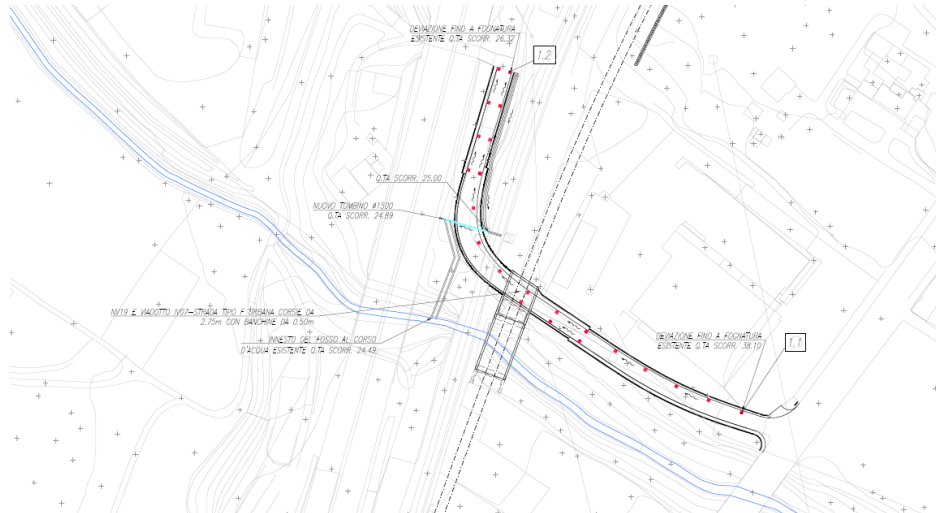 DEVIAZIONE FINO A FOGNATURA
ESISTENTE Q.TA SCORR. 26.32
1.2
Q.TA SCORR. 25.00
NUOVO TOMBINO ø1500
Q.TA SCORR. 24.89
NV19 E VIADOTTO IV07-STRADA TIPO F URBANA CORSIE DA
2.75m CON BANCHINE DA 0.50m
INNESTO DEL FOSSO AL CORSO
D'ACQUA ESISTENTE Q.TA SCORR. 24.49
DEVIAZIONE FINO A FOGNATURA
ESISTENTE Q.TA SCORR. 38.10
1.1